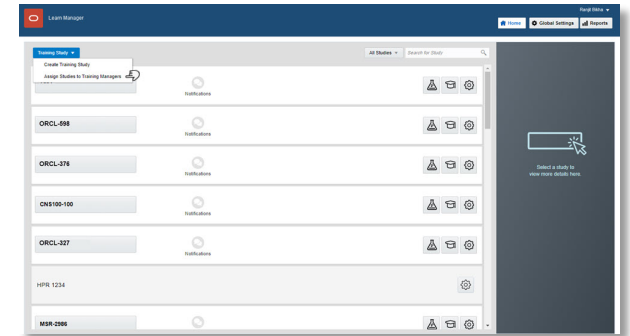 Ranjit Bikha
Learn Manager
Home
Global Settings
Reports
Training Study
All Studies
Search for Study
Create Training Study
Assign Studies to Training Managers
Notifications
ORCL-598
Notifications
ORCL-376
Notifications
CNS100-100
Notifications
ORCL-327
Notifications
HPR 1234
MSR-2986
Select a study to
view more details here.